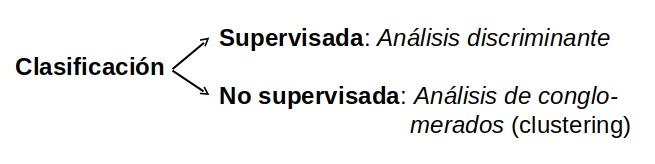 Supervisada: Análisis discriminante
Clasificación
No supervisada: Análisis de conglo-
merados (clustering)